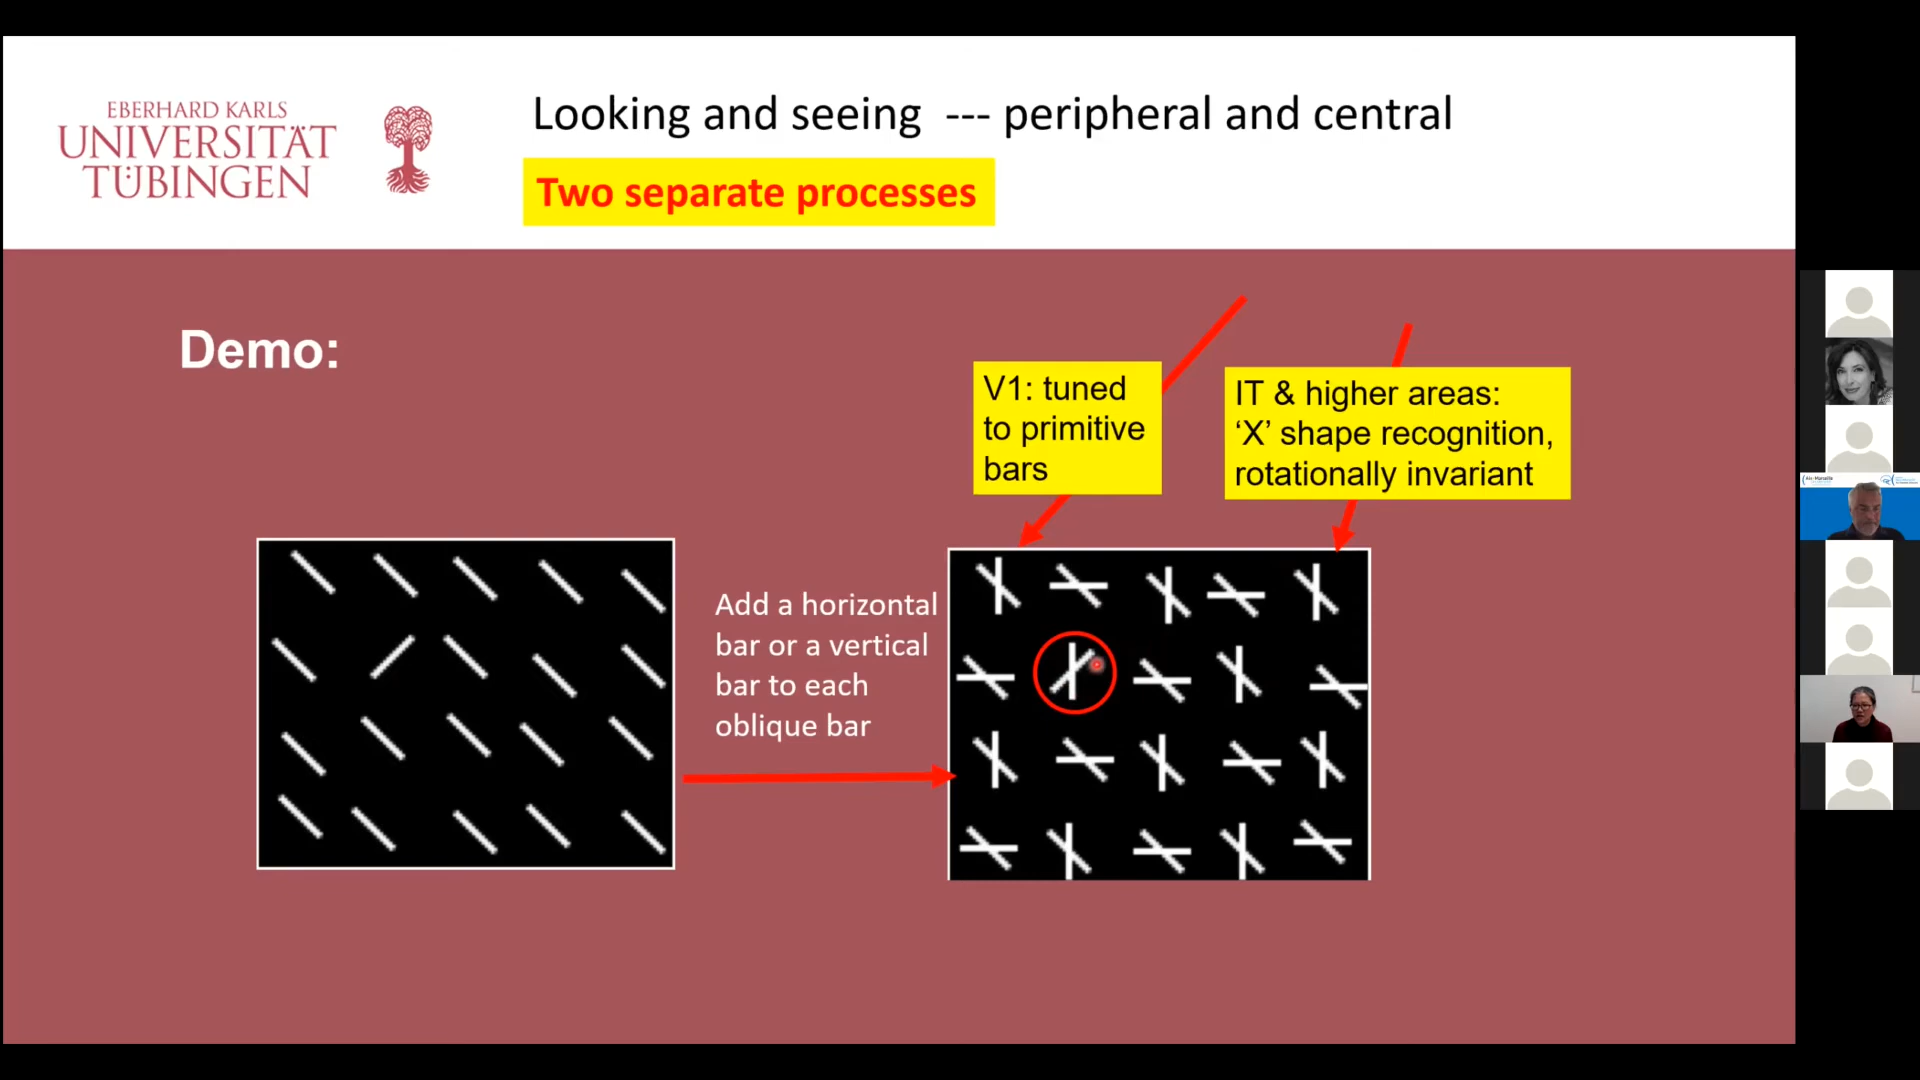 EBERHARD KARLS
UNIVERSITÄT
TÜBINGEN
Looking and seeing --- peripheral and central
Two separate processes
Demo:
V1: tuned
to primitive
bars
IT & higher areas:
‘X’ shape recognition,
rotationally invariant
Add a horizontal
bar or a vertical
bar to each
oblique bar